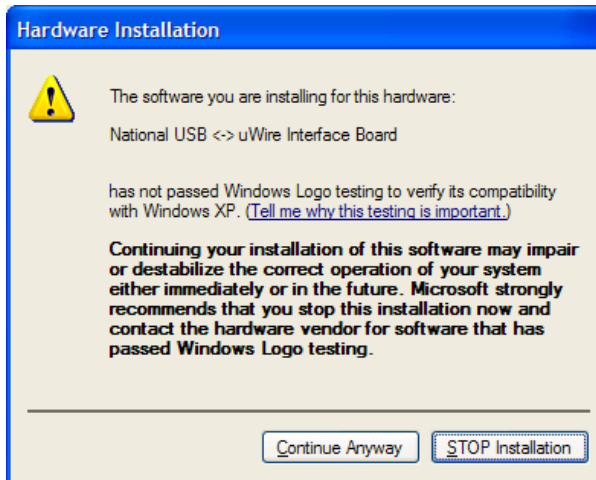 Hardware Installation
The software you are installing for this hardware:
National USB <-> uWire Interface Board
has not passed Windows Logo testing to verify its compatibility
with Windows XP. (Tell me why this testing is important.)
Continuing your installation of this software may impair
or destabilize the correct operation of your system
either immediately or in the future. Microsoft strongly
recommends that you stop this installation now and
contact the hardware vendor for software that has
passed Windows Logo testing.
Continue Anyway
STOP Installation